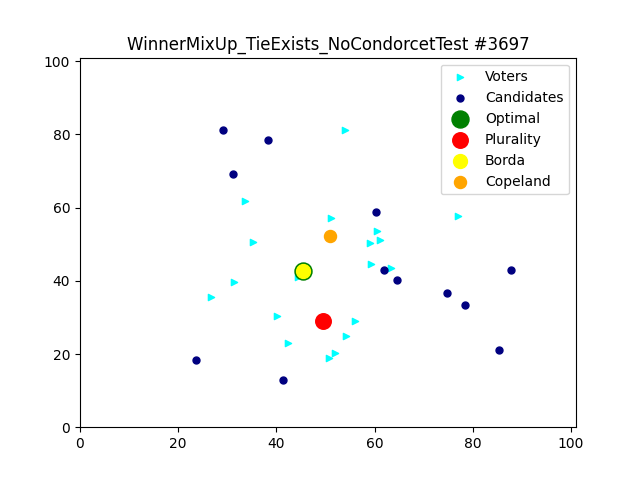 WinnerMixUp_TieExists_NoCondorcetTest #3697
100
80
60
40
20
0
0 20 40 60 80 100
Voters
Candidates
Optimal
Plurality
Borda
Copeland